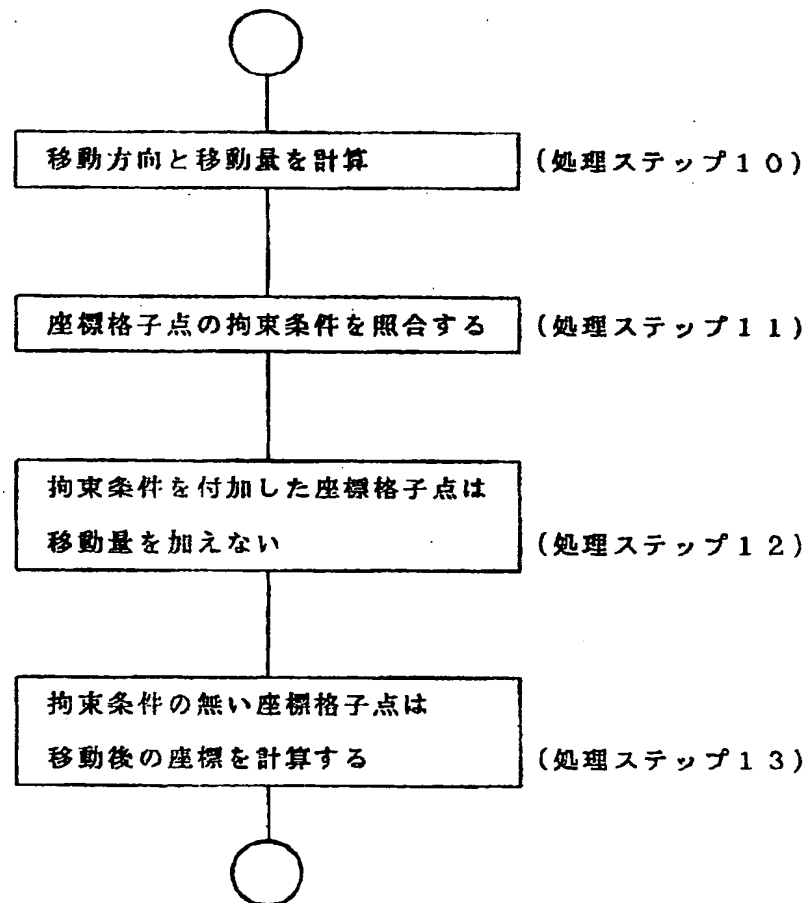 移動方向と移動量を計算 (処理ステップ10)
座標格子点の拘束条件を照合する (処理ステップ11)
拘束条件を付加した座標格子点は
移動量を加えない (処理ステップ12)
拘束条件の無い座標格子点は
移動後の座標を計算する (処理ステップ13)